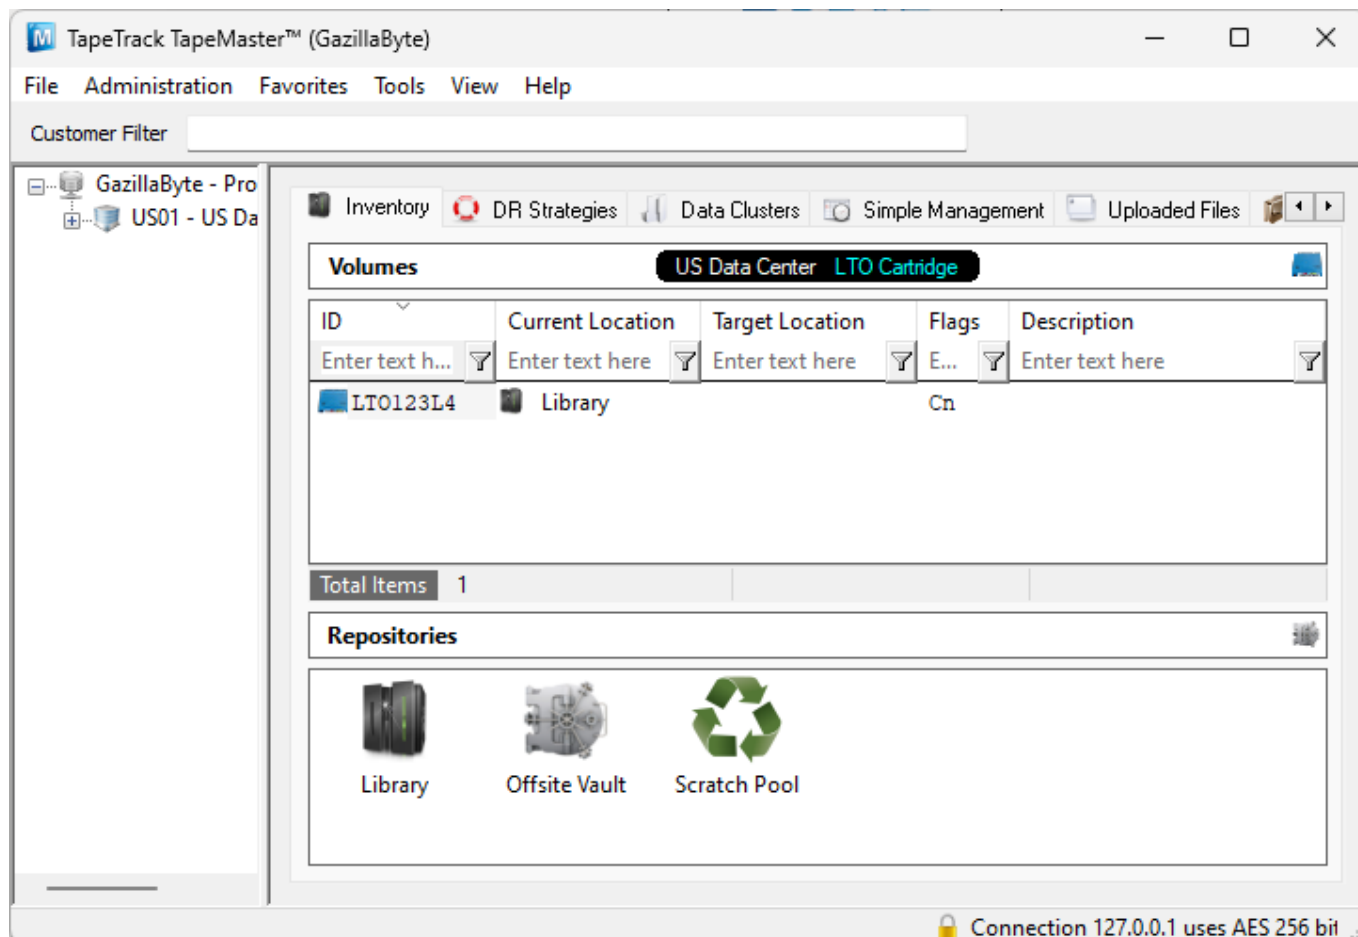 TapeTrack TapeMaster™ (GazillaByte)
File Administration Favorites Tools View Help
Customer Filter
GazillaByte - Pro
US01 - US Da
Inventory DR Strategies Data Clusters Simple Management Uploaded Files
Volumes US Data Center LTO Cartridge
ID Current Location Target Location Flags Description
Enter text h... Enter text here Enter text here E... Enter text here
LTO123L4 Library Cn
Total Items 1
Repositories
Library Offsite Vault Scratch Pool
Connection 127.0.0.1 uses AES 256 bit